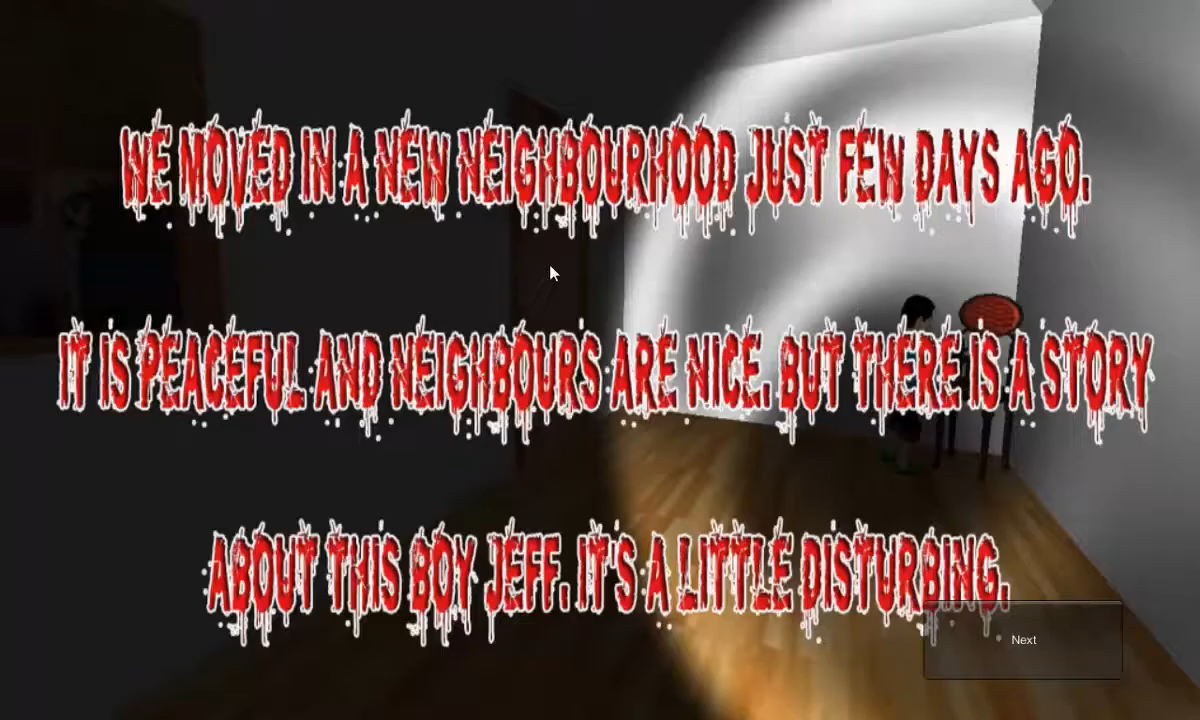 WE MOVED IN A NEW NEIGHBOURHOOD JUST FEW DAYS AGO.
IT IS PEACEFUL AND NEIGHBOURS ARE NICE. BUT THERE IS A STORY
ABOUT THIS BOY JEFF. IT'S A LITTLE DISTURBING.
Next